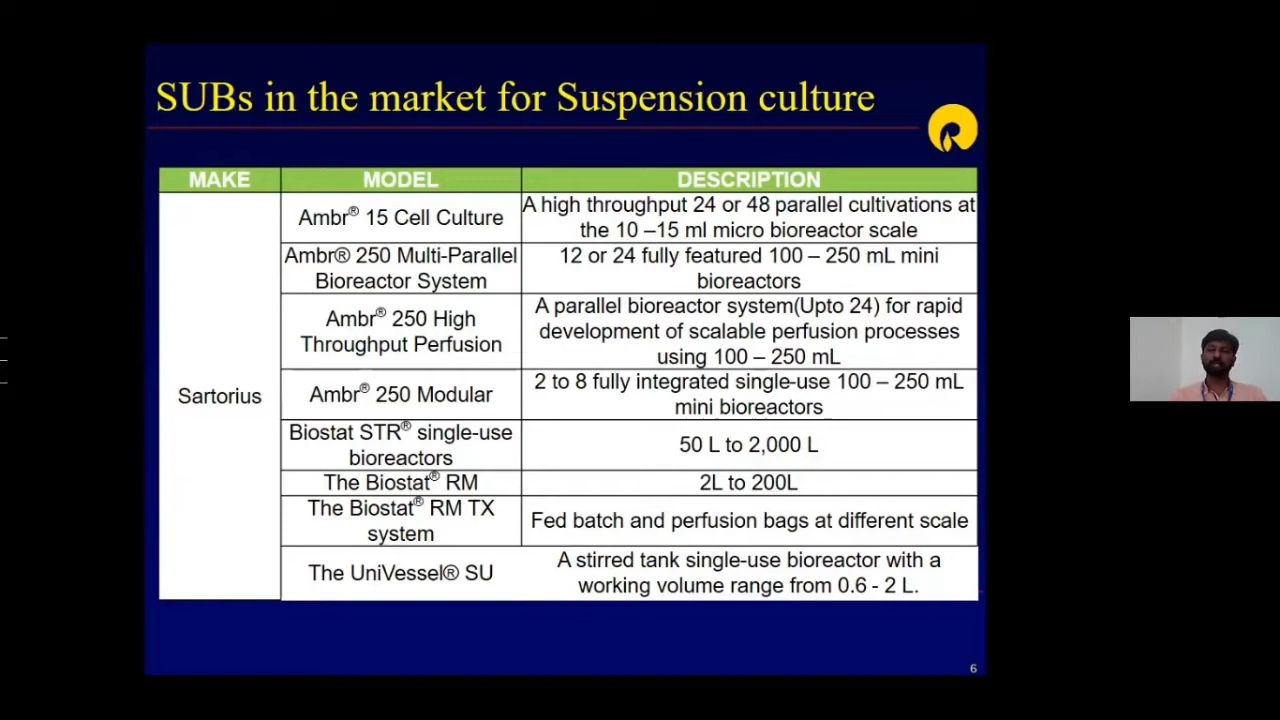 SUBs in the market for Suspension culture
MAKE MODEL DESCRIPTION
Sartorius
Ambr® 15 Cell Culture
A high throughput 24 or 48 parallel cultivations at
the 10 –15 ml micro bioreactor scale
Ambr® 250 Multi-Parallel
Bioreactor System
12 or 24 fully featured 100 – 250 mL mini
bioreactors
Ambr® 250 High
Throughput Perfusion
A parallel bioreactor system(Upto 24) for rapid
development of scalable perfusion processes
using 100 – 250 mL
Ambr® 250 Modular
2 to 8 fully integrated single-use 100 – 250 mL
mini bioreactors
Biostat STR® single-use
bioreactors
50 L to 2,000 L
The Biostat® RM
2L to 200L
The Biostat® RM TX
system
Fed batch and perfusion bags at different scale
The UniVessel® SU
A stirred tank single-use bioreactor with a
working volume range from 0.6 - 2 L.
6